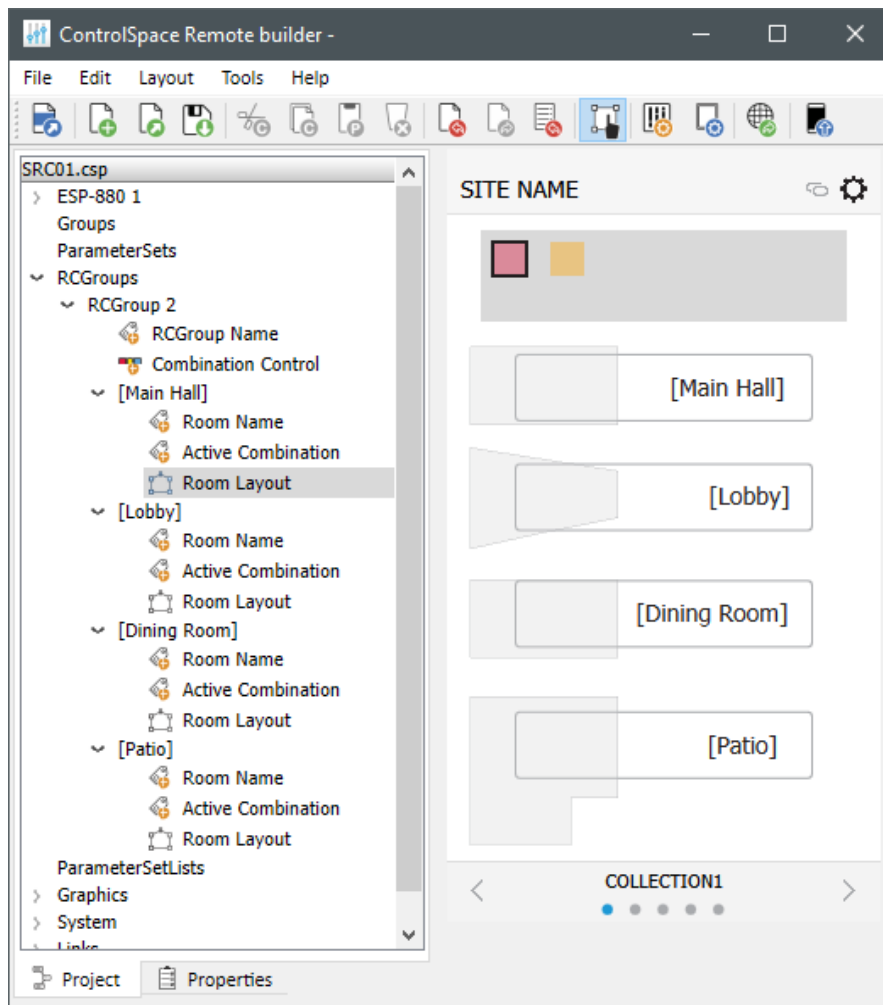 ControlSpace Remote builder -
File Edit Layout Tools Help
SRC01.csp
ESP-880 1
Groups
ParameterSets
RCGroups
RCGroup 2
RCGroup Name
Combination Control
[Main Hall]
Room Name
Active Combination
Room Layout
[Lobby]
Room Name
Active Combination
Room Layout
[Dining Room]
Room Name
Active Combination
Room Layout
[Patio]
Room Name
Active Combination
Room Layout
ParameterSetLists
Graphics
System
Links
Project Properties
SITE NAME
[Main Hall]
[Lobby]
[Dining Room]
[Patio]
COLLECTION1